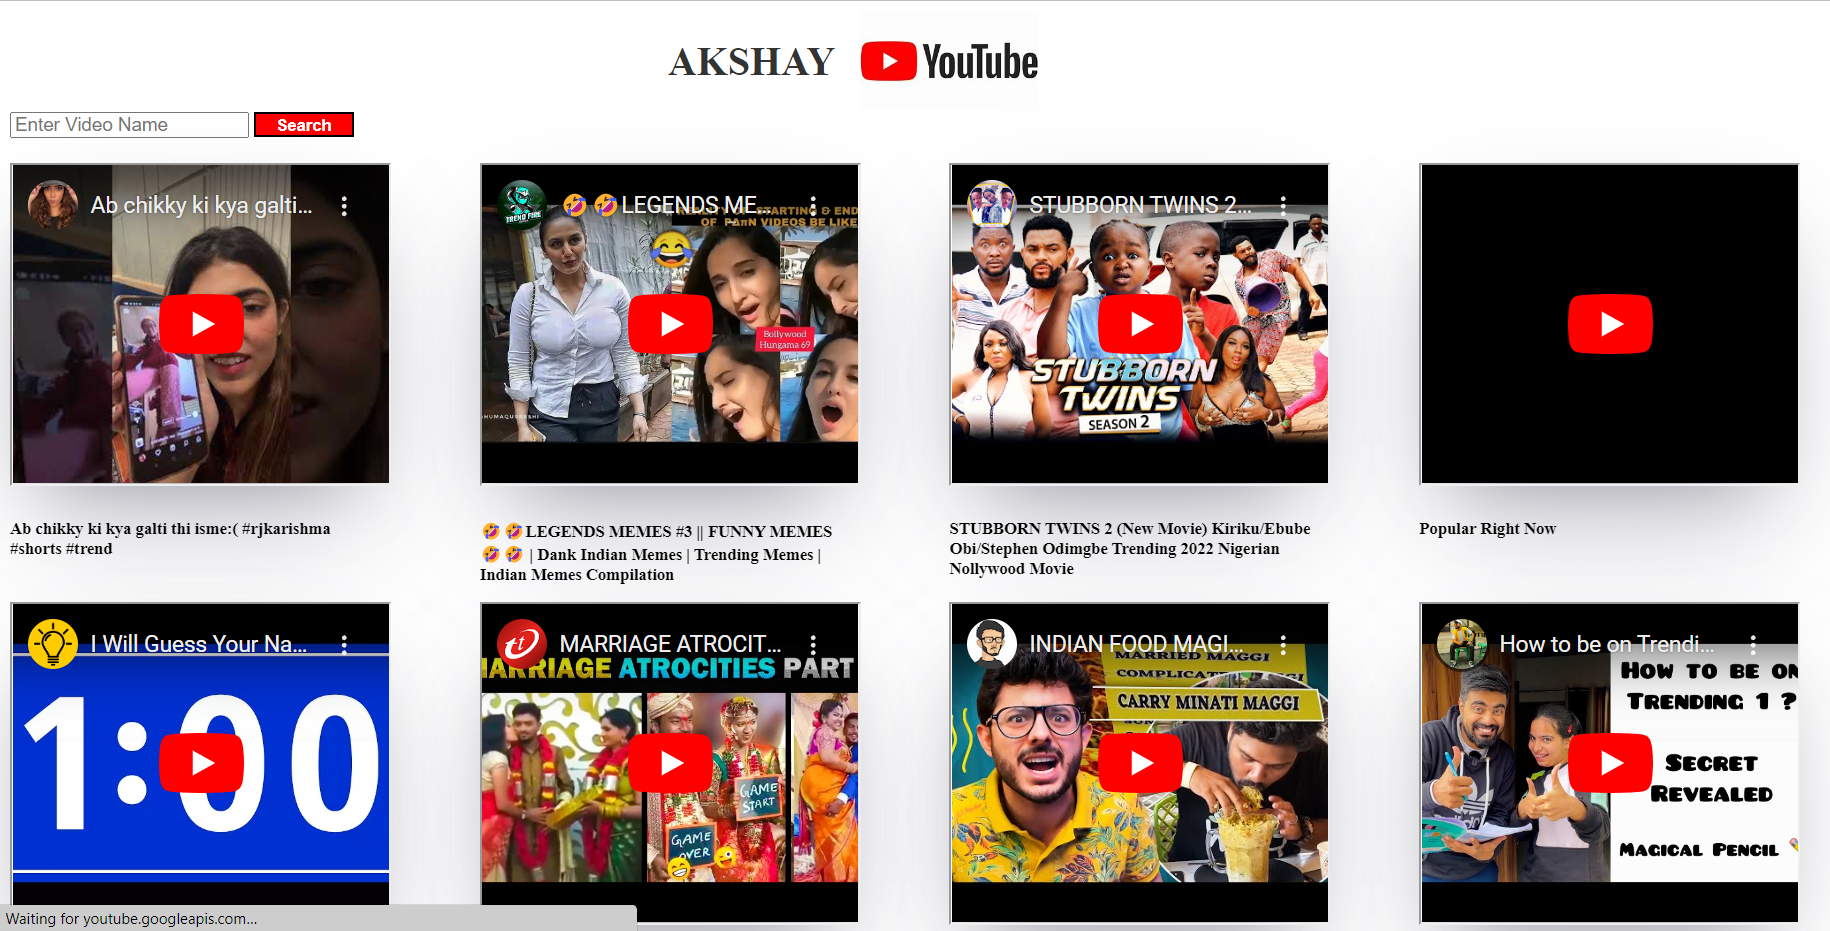 AKSHAY YouTube
Enter Video Name Search
Ab chikky ki kya galti...
🤣 🤣 LEGENDS ME...
STARTING & END
OF PAπN VIDEOS BE LIKE
TREND FIRE
Bollywood
Hungama 69
STUBBORN TWINS 2...
STUBBORN
TWINS
SEASON 2
Ab chikky ki kya galti thi isme:( #rjkarishma
#shorts #trend
🤣 🤣 LEGENDS MEMES #3 || FUNNY MEMES
🤣 🤣 | Dank Indian Memes | Trending Memes |
Indian Memes Compilation
STUBBORN TWINS 2 (New Movie) Kiriku/Ebube
Obi/Stephen Odimgbe Trending 2022 Nigerian
Nollywood Movie
Popular Right Now
I Will Guess Your Na...
1:00
MARRIAGE ATROCIT...
MARRIAGE ATROCITIES PART
GAME
START
GAME
OVER
INDIAN FOOD MAGI...
MARRIED MAGGI
CARRY MINATI MAGGI
How to be on Trendi...
HOW TO BE ON
TRENDING 1 ?
SECRET
REVEALED
MAGICAL PENCIL
Waiting for youtube.googleapis.com...